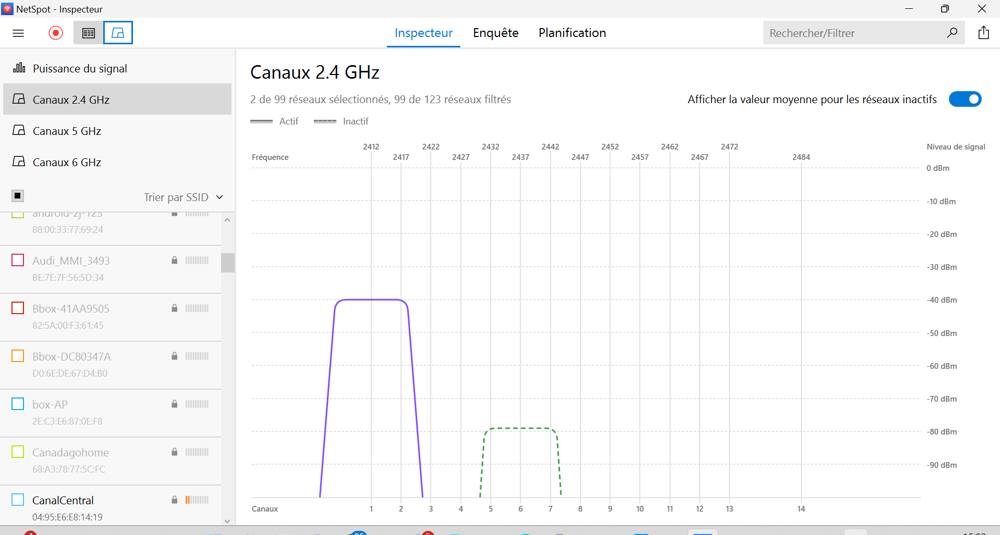 NetSpot - Inspecteur
Inspecteur
Enquête
Planification
Rechercher/Filtrer
Puissance du signal
Canaux 2.4 GHz
Canaux 5 GHz
Canaux 6 GHz
Trier par SSID
android-zj-123
88:00:33:77:69:24
Audi_MMI_3493
BE:7E:7F:56:5D:34
Bbox-41AA9505
82:5A:00:F3:61:45
Bbox-DC80347A
D0:6E:DE:67:D4:B0
box-AP
2E:C3:E6:87:0E:F8
Canadagohome
68:A3:78:77:5C:FC
CanalCentral
04:95:E6:E8:14:19
Canaux 2.4 GHz
2 de 99 réseaux sélectionnés, 99 de 123 réseaux filtrés
Afficher la valeur moyenne pour les réseaux inactifs
Actif
Inactif
2412 2422 2432 2442 2452 2462 2472
Niveau de signal
Fréquence 2417 2427 2437 2447 2457 2467 2484
0 dBm
-10 dBm
-20 dBm
-30 dBm
-40 dBm
-50 dBm
-60 dBm
-70 dBm
-80 dBm
-90 dBm
Canaux 1 2 3 4 5 6 7 8 9 10 11 12 13 14